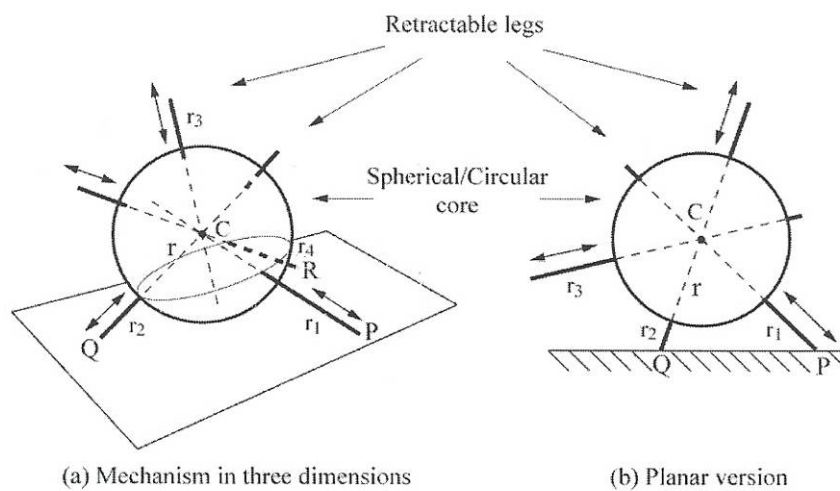 Retractable legs
r3
Spherical/Circular
core
C
r
r4
R
r2
r1
Q
P
C
r
r3
r2
r1
Q
P
(a) Mechanism in three dimensions
(b) Planar version